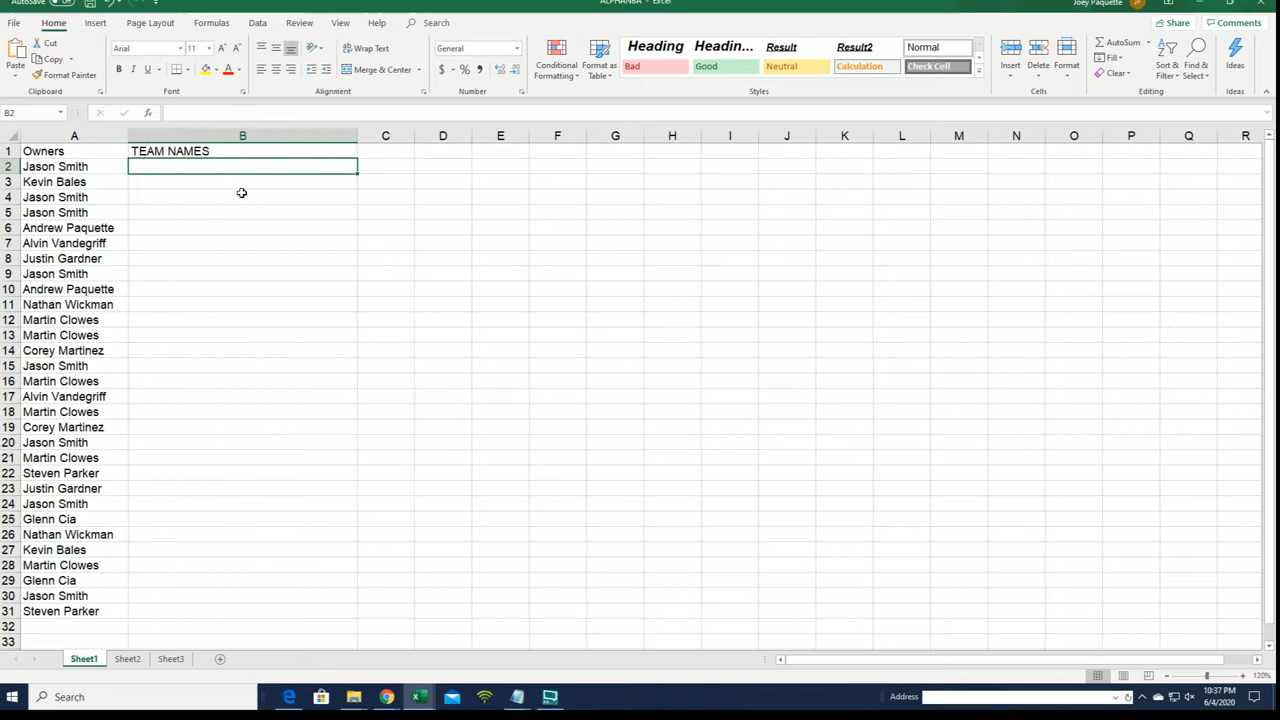 AutoSave Off ALPHANBA - Excel Joey Paquette JP
File Home Insert Page Layout Formulas Data Review View Help Search Share Comments
Cut
Copy
Format Painter
Paste
Clipboard
Arial 11 A A
B I U A
Font
Wrap Text
Merge & Center
Alignment
General
$ % ,
Number
Conditional Formatting
Format as Table
Heading Headin... Result Result2 Normal
Bad Good Neutral Calculation Check Cell
Styles
Insert Delete Format
Cells
AutoSum
Fill
Clear
Sort & Filter
Find & Select
Editing
Ideas
Ideas
B2 fx
A B C D E F G H I J K L M N O P Q R
1 Owners TEAM NAMES
2 Jason Smith
3 Kevin Bales
4 Jason Smith
5 Jason Smith
6 Andrew Paquette
7 Alvin Vandegriff
8 Justin Gardner
9 Jason Smith
10 Andrew Paquette
11 Nathan Wickman
12 Martin Clowes
13 Martin Clowes
14 Corey Martinez
15 Jason Smith
16 Martin Clowes
17 Alvin Vandegriff
18 Martin Clowes
19 Corey Martinez
20 Jason Smith
21 Martin Clowes
22 Steven Parker
23 Justin Gardner
24 Jason Smith
25 Glenn Cia
26 Nathan Wickman
27 Kevin Bales
28 Martin Clowes
29 Glenn Cia
30 Jason Smith
31 Steven Parker
32
33
Sheet1 Sheet2 Sheet3
120%
Search Address 10:37 PM
6/4/2020